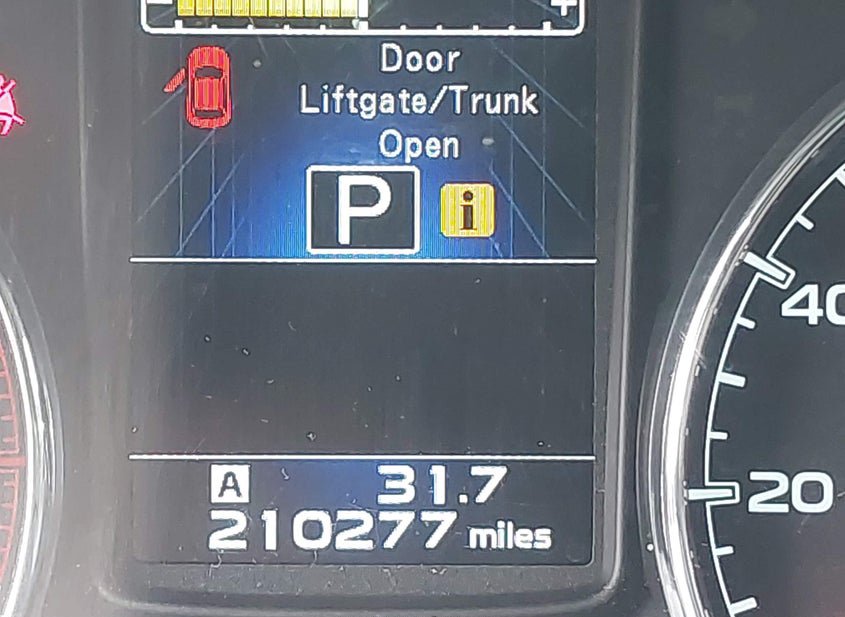 - +
Door
Liftgate/Trunk
Open
P i
40
A 31.7
20
210277 miles